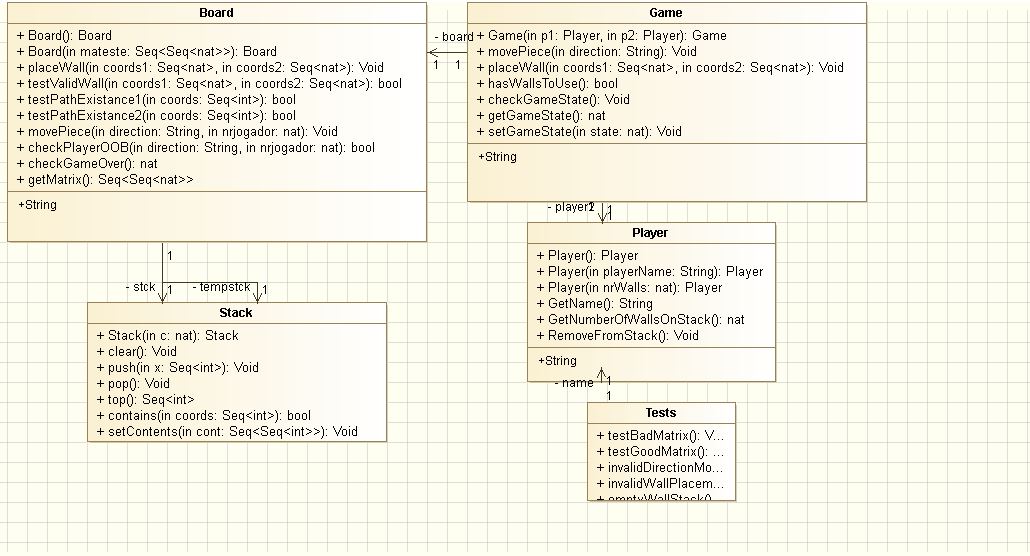 Board
+ Board(): Board
+ Board(in mateste: Seq<Seq<nat>>): Board
+ placeWall(in coords1: Seq<nat>, in coords2: Seq<nat>): Void
+ testValidWall(in coords1: Seq<nat>, in coords2: Seq<nat>): bool
+ testPathExistance1(in coords: Seq<int>): bool
+ testPathExistance2(in coords: Seq<int>): bool
+ movePiece(in direction: String, in nrjogador: nat): Void
+ checkPlayerOOB(in direction: String, in nrjogador: nat): bool
+ checkGameOver(): nat
+ getMatrix(): Seq<Seq<nat>>
+String
- board
1 1
Game
+ Game(in p1: Player, in p2: Player): Game
+ movePiece(in direction: String): Void
+ placeWall(in coords1: Seq<nat>, in coords2: Seq<nat>): Void
+ hasWallsToUse(): bool
+ checkGameState(): Void
+ getGameState(): nat
+ setGameState(in state: nat): Void
+String
1
- stck 1 - tempstck 1
Stack
+ Stack(in c: nat): Stack
+ clear(): Void
+ push(in x: Seq<int>): Void
+ pop(): Void
+ top(): Seq<int>
+ contains(in coords: Seq<int>): bool
+ setContents(in cont: Seq<Seq<int>>): Void
1
Player
+ Player(): Player
+ Player(in playerName: String): Player
+ Player(in nrWalls: nat): Player
+ GetName(): String
+ GetNumberOfWallsOnStack(): nat
+ RemoveFromStack(): Void
+String
- name 1
1
Tests
+ testBadMatrix(): V...
+ testGoodMatrix(): ...
+ invalidDirectionMo...
+ invalidWallPlacem...
+ emptyWallStack()